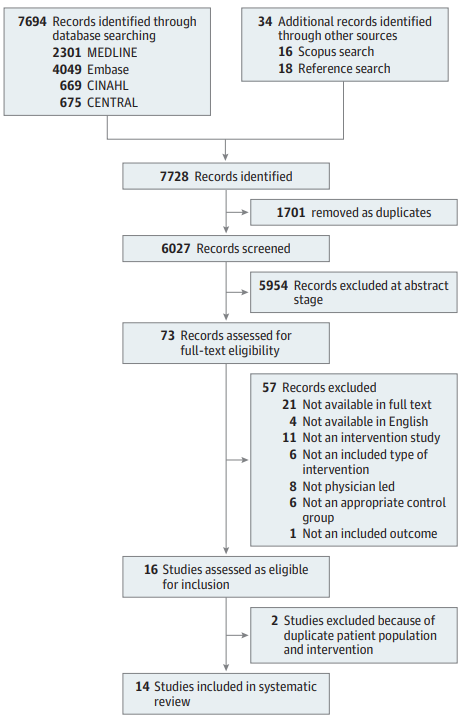 7694 Records identified through
database searching
2301 MEDLINE
4049 Embase
669 CINAHL
675 CENTRAL
34 Additional records identified
through other sources
16 Scopus search
18 Reference search
7728 Records identified
1701 removed as duplicates
6027 Records screened
5954 Records excluded at abstract
stage
73 Records assessed for
full-text eligibility
57 Records excluded
21 Not available in full text
4 Not available in English
11 Not an intervention study
6 Not an included type of
intervention
8 Not physician led
6 Not an appropriate control
group
1 Not an included outcome
16 Studies assessed as eligible
for inclusion
2 Studies excluded because of
duplicate patient population
and intervention
14 Studies included in systematic
review